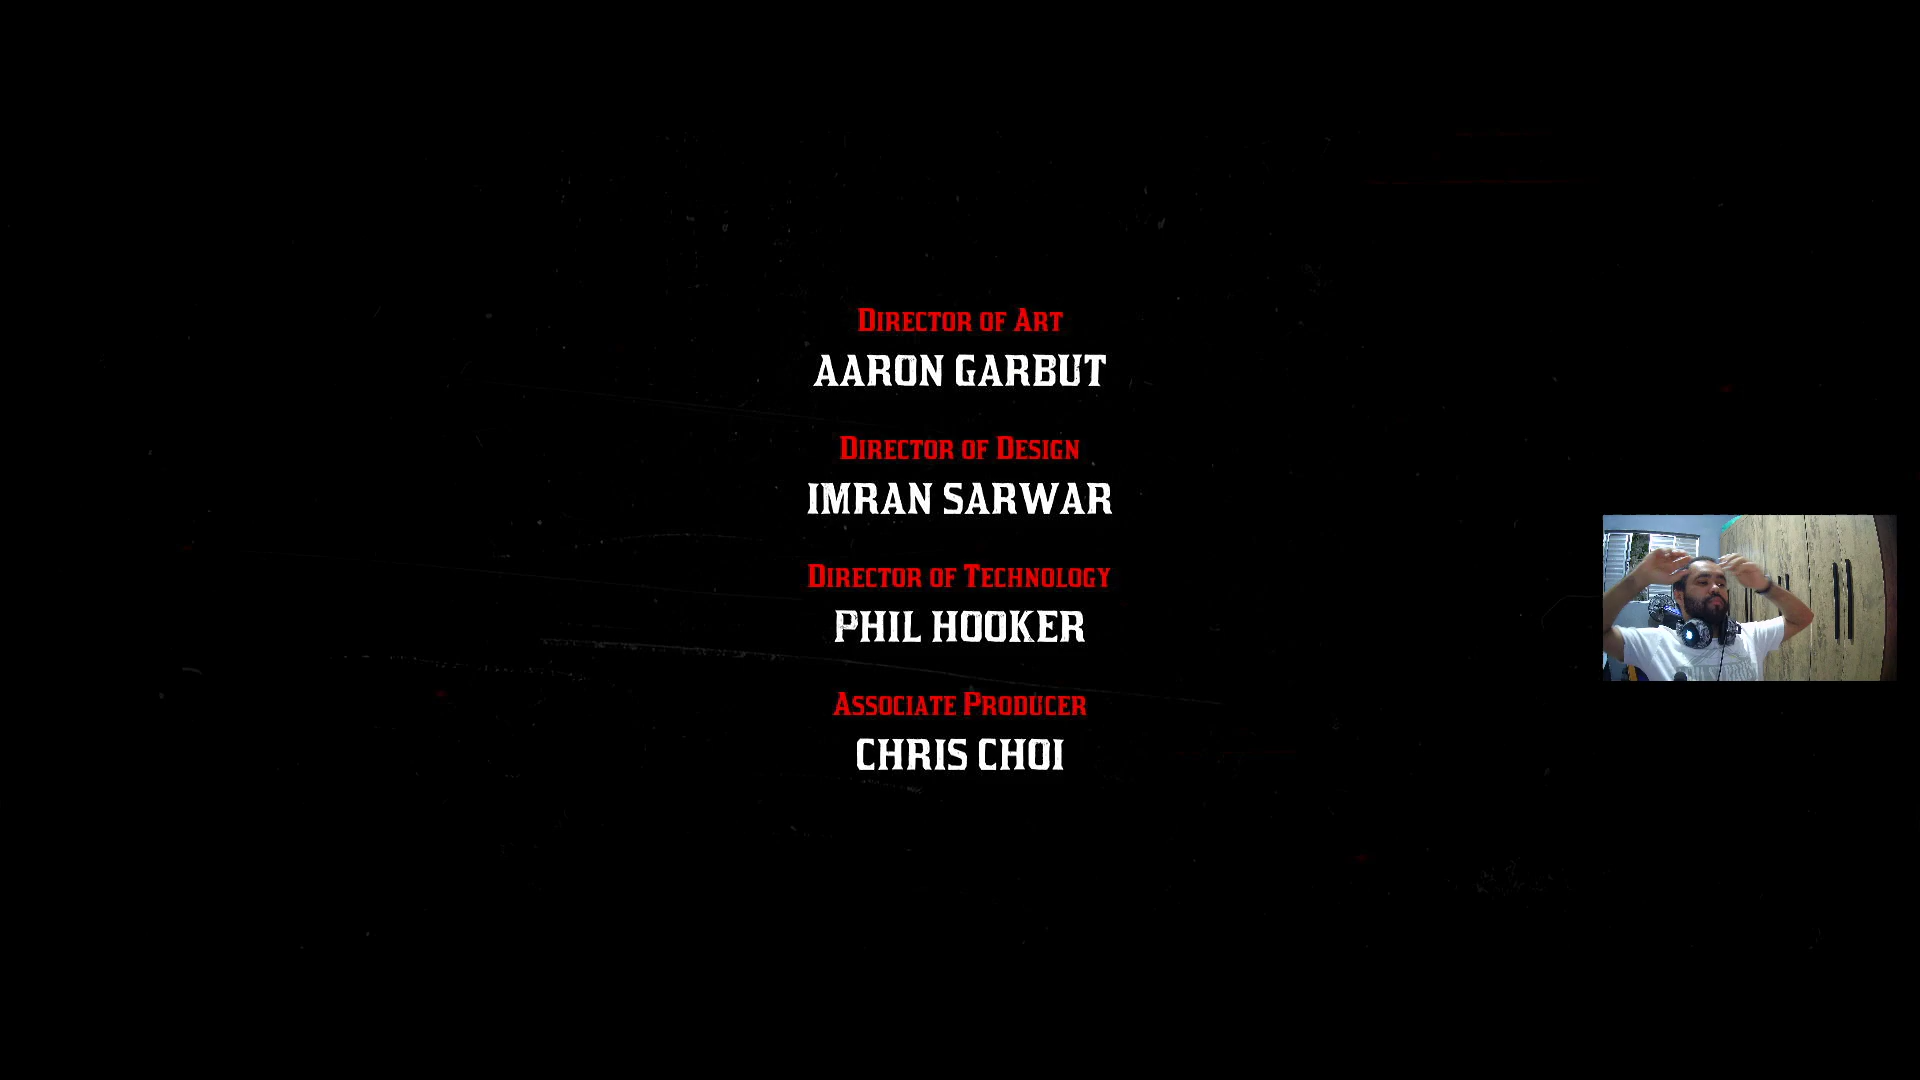 Director of Art
AARON GARBUT
Director of Design
IMRAN SARWAR
Director of Technology
PHIL HOOKER
Associate Producer
CHRIS CHOI